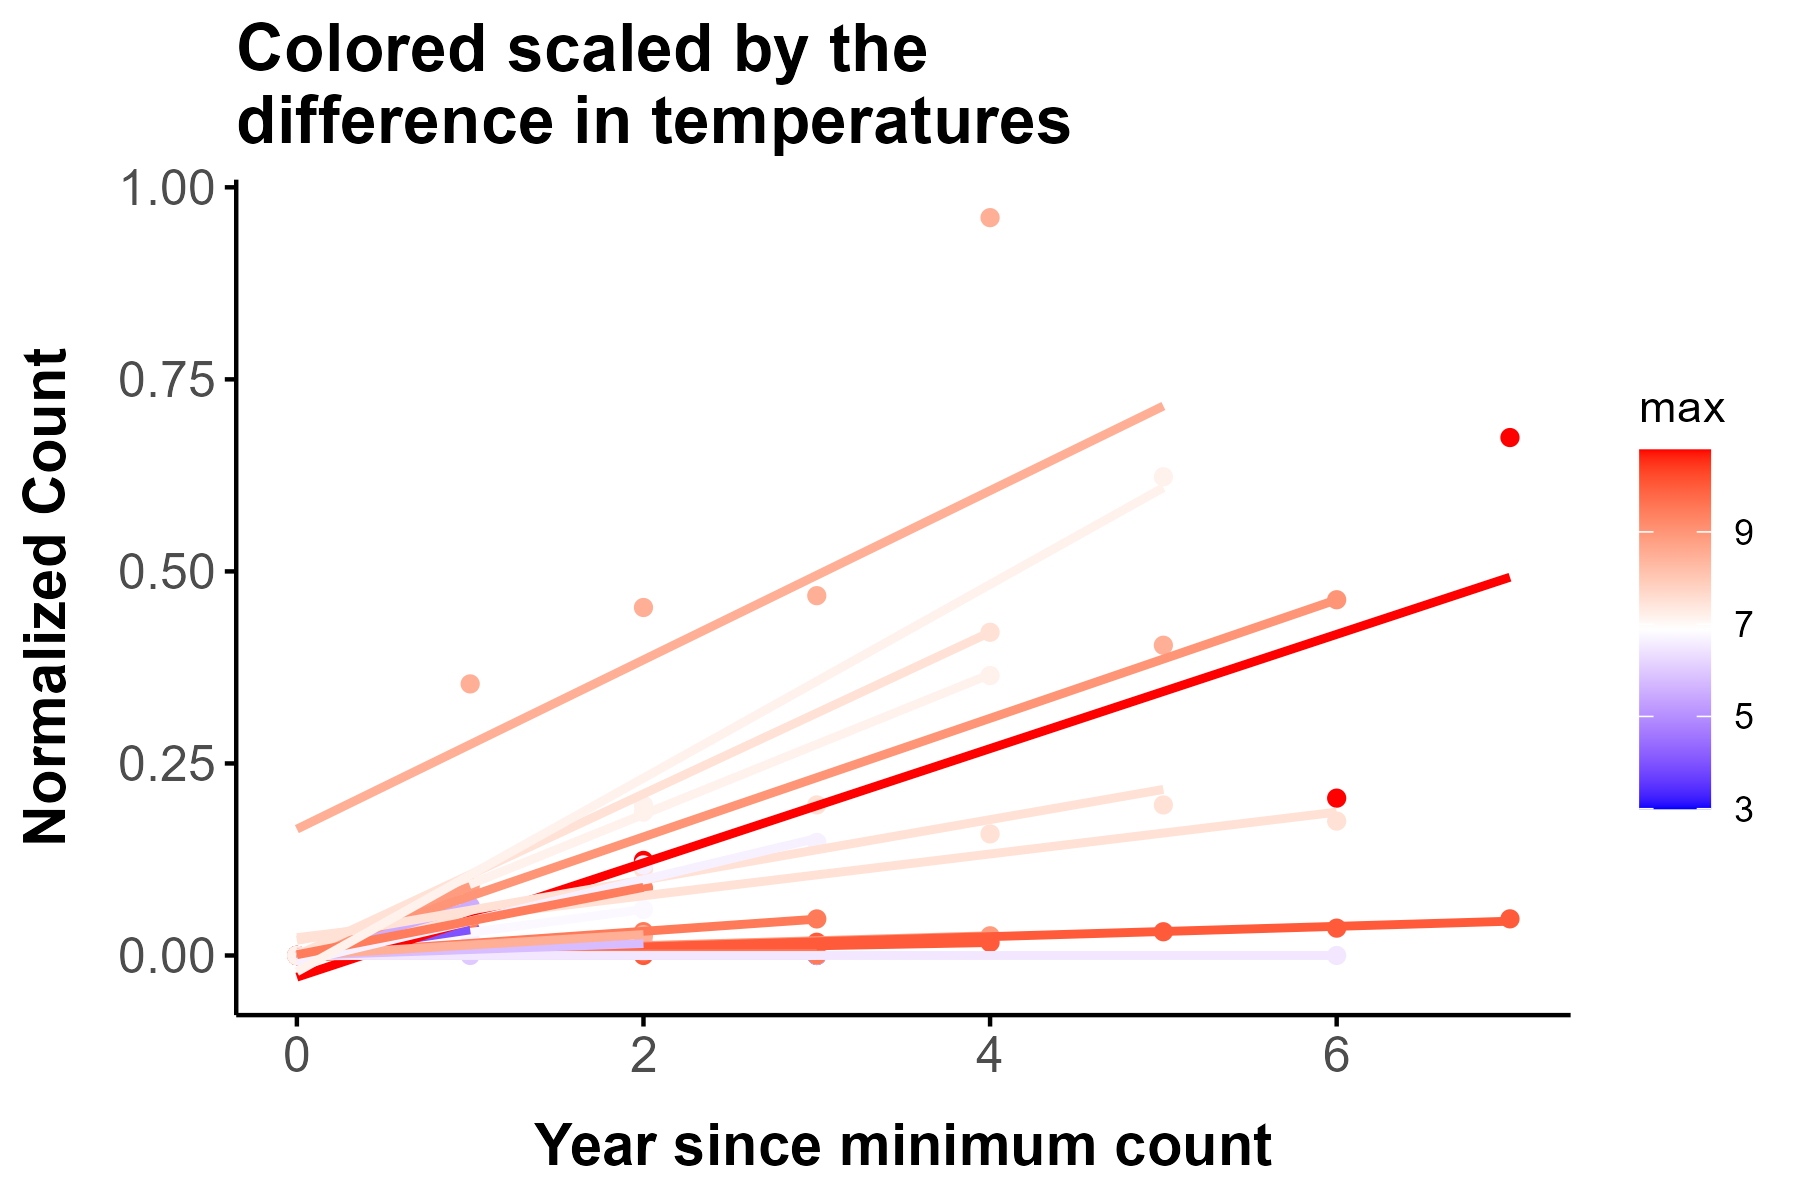 Colored scaled by the
difference in temperatures
1.00
0.75
0.50
0.25
0.00
Normalized Count
0 2 4 6
Year since minimum count
max
9
7
5
3